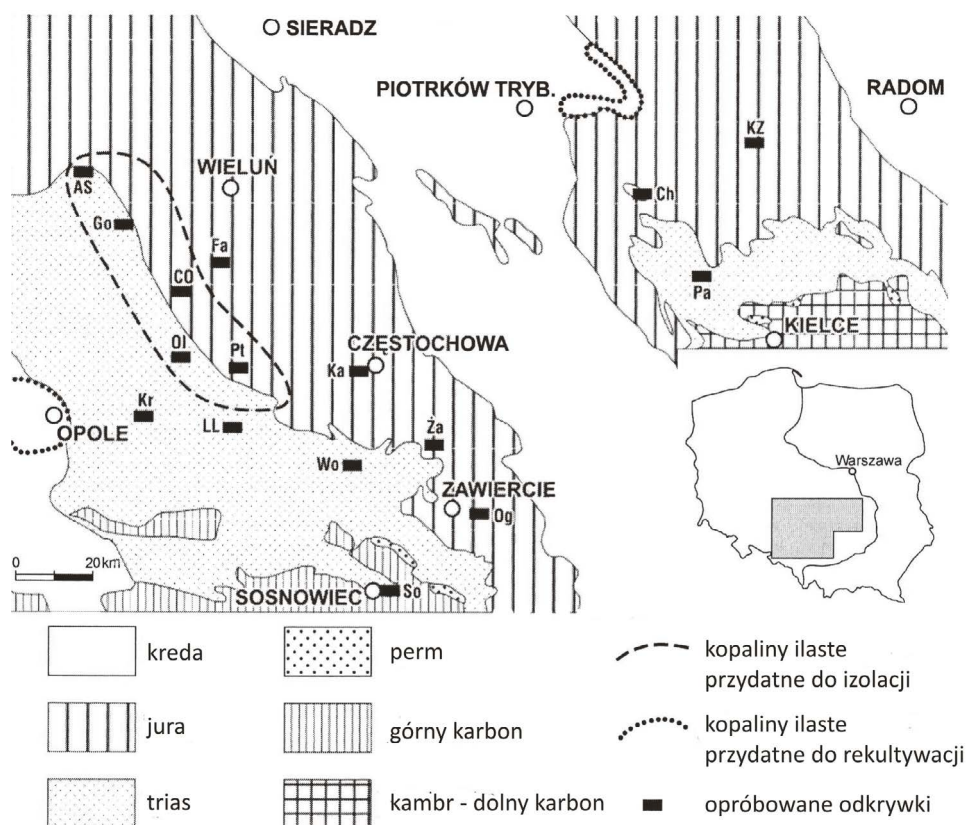 SIERADZ
PIOTRKÓW TRYB.
RADOM
KZ
WIELUŃ
AS
Ch
Go
Fa
CO
Pa
KIELCE
Ol
Pt
CZĘSTOCHOWA
Ka
Kr
OPOLE
LL
Ża
Wo
Warszawa
ZAWIERCIE
Og
0 20km
SOSNOWIEC
So
kreda
perm
kopaliny ilaste
przydatne do izolacji
jura
górny karbon
kopaliny ilaste
przydatne do rekultywacji
trias
kambr - dolny karbon
opróbowane odkrywki